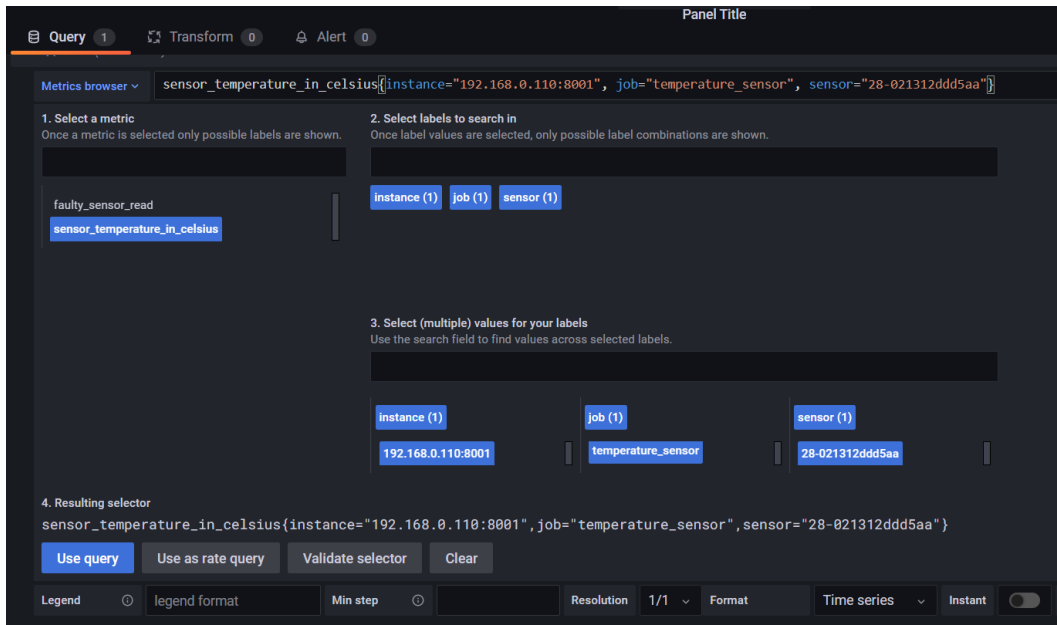 Panel Title
Query 1 Transform 0 Alert 0
Metrics browser sensor_temperature_in_celsius{instance="192.168.0.110:8001", job="temperature_sensor", sensor="28-021312ddd5aa"}
1. Select a metric
Once a metric is selected only possible labels are shown.
faulty_sensor_read
sensor_temperature_in_celsius
2. Select labels to search in
Once label values are selected, only possible label combinations are shown.
instance (1) job (1) sensor (1)
3. Select (multiple) values for your labels
Use the search field to find values across selected labels.
instance (1) job (1) sensor (1)
192.168.0.110:8001 temperature_sensor 28-021312ddd5aa
4. Resulting selector
sensor_temperature_in_celsius{instance="192.168.0.110:8001",job="temperature_sensor",sensor="28-021312ddd5aa"}
Use query Use as rate query Validate selector Clear
Legend legend format Min step Resolution 1/1 Format Time series Instant